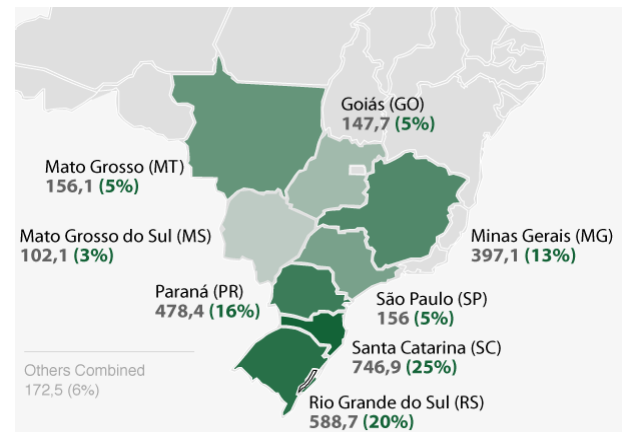 Goiás (GO)
147,7 (5%)
Mato Grosso (MT)
156,1 (5%)
Mato Grosso do Sul (MS)
102,1 (3%)
Minas Gerais (MG)
397,1 (13%)
Paraná (PR)
478,4 (16%)
São Paulo (SP)
156 (5%)
Santa Catarina (SC)
746,9 (25%)
Others Combined
172,5 (6%)
Rio Grande do Sul (RS)
588,7 (20%)